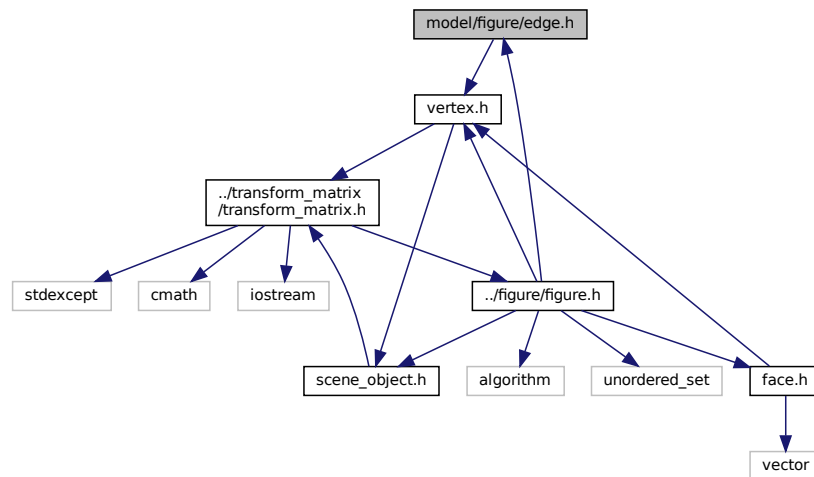 model/figure/edge.h
vertex.h
../transform_matrix
/transform_matrix.h
stdexcept
cmath
iostream
../figure/figure.h
scene_object.h
algorithm
unordered_set
face.h
vector